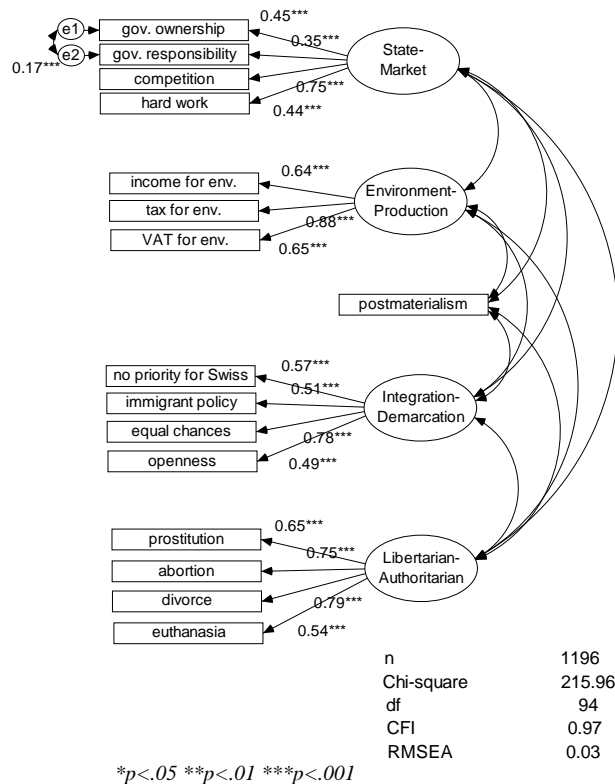 0.45***
e1
gov. ownership
0.35***
State-
Market
e2
gov. responsibility
0.17***
competition
0.75***
hard work
0.44***
0.64***
income for env.
Environment-
Production
tax for env.
0.88***
VAT for env.
0.65***
postmaterialism
0.57***
no priority for Swiss
0.51***
Integration-
Demarcation
immigrant policy
equal chances
0.78***
openness
0.49***
0.65***
prostitution
0.75***
Libertarian-
Authoritarian
abortion
divorce
0.79***
euthanasia
0.54***
n 1196
Chi-square 215.96
df 94
CFI 0.97
RMSEA 0.03
*p<.05 **p<.01 ***p<.001